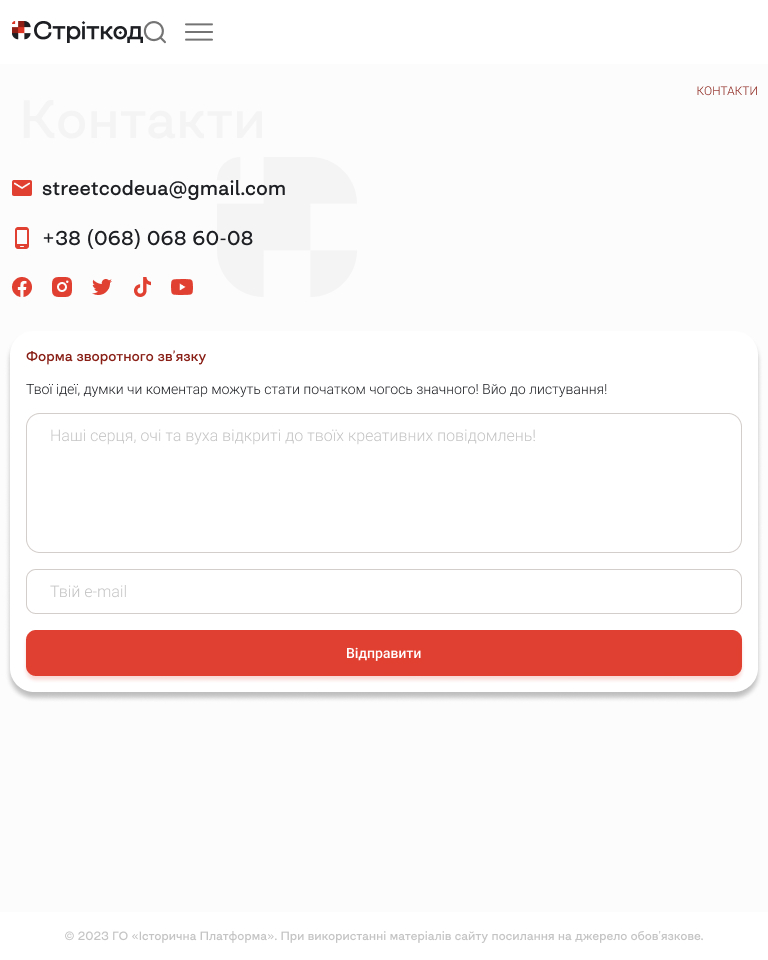 Стріткод
КОНТАКТИ
Контакти
streetcodeua@gmail.com
+38 (068) 068 60-08
Форма зворотного зв'язку
Твої ідеї, думки чи коментар можуть стати початком чогось значного! Вйо до листування!
Наші серця, очі та вуха відкриті до твоїх креативних повідомлень!
Твій e-mail
Відправити
© 2023 ГО «Історична Платформа». При використанні матеріалів сайту посилання на джерело обов'язкове.